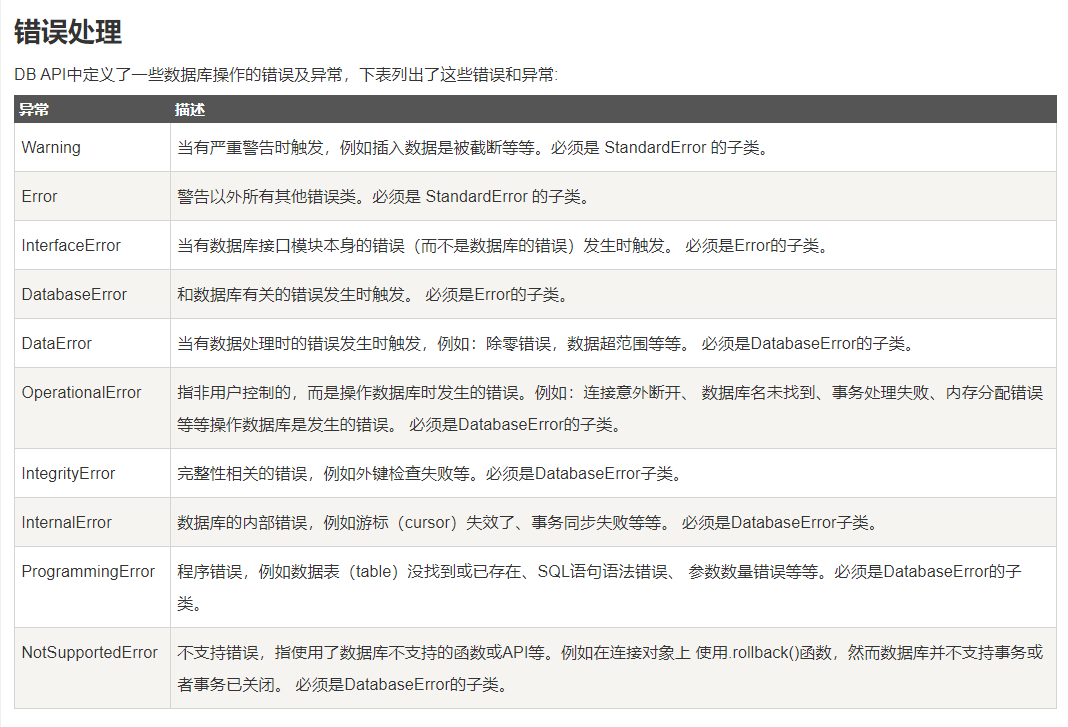 错误处理
DB API中定义了一些数据库操作的错误及异常，下表列出了这些错误和异常:
异常 描述
Warning 当有严重警告时触发，例如插入数据是被截断等等。必须是 StandardError 的子类。
Error 警告以外所有其他错误类。必须是 StandardError 的子类。
InterfaceError 当有数据库接口模块本身的错误（而不是数据库的错误）发生时触发。 必须是Error的子类。
DatabaseError 和数据库有关的错误发生时触发。 必须是Error的子类。
DataError 当有数据处理时的错误发生时触发，例如：除零错误，数据超范围等等。 必须是DatabaseError的子类。
OperationalError 指非用户控制的，而是操作数据库时发生的错误。例如：连接意外断开、 数据库名未找到、事务处理失败、内存分配错误
等等操作数据库是发生的错误。 必须是DatabaseError的子类。
IntegrityError 完整性相关的错误，例如外键检查失败等。必须是DatabaseError子类。
InternalError 数据库的内部错误，例如游标（cursor）失效了、事务同步失败等等。 必须是DatabaseError子类。
ProgrammingError 程序错误，例如数据表（table）没找到或已存在、SQL语句语法错误、 参数数量错误等等。必须是DatabaseError的子
类。
NotSupportedError 不支持错误，指使用了数据库不支持的函数或API等。例如在连接对象上 使用.rollback()函数，然而数据库并不支持事务或
者事务已关闭。 必须是DatabaseError的子类。